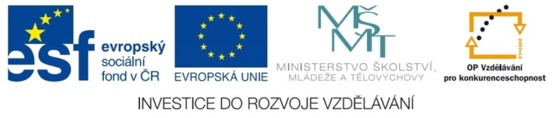 esf evropský
sociální
fond v ČR
EVROPSKÁ UNIE
MINISTERSTVO ŠKOLSTVÍ,
MLÁDEŽE A TĚLOVÝCHOVY
OP Vzdělávání
pro konkurenceschopnost
INVESTICE DO ROZVOJE VZDĚLÁVÁNÍ